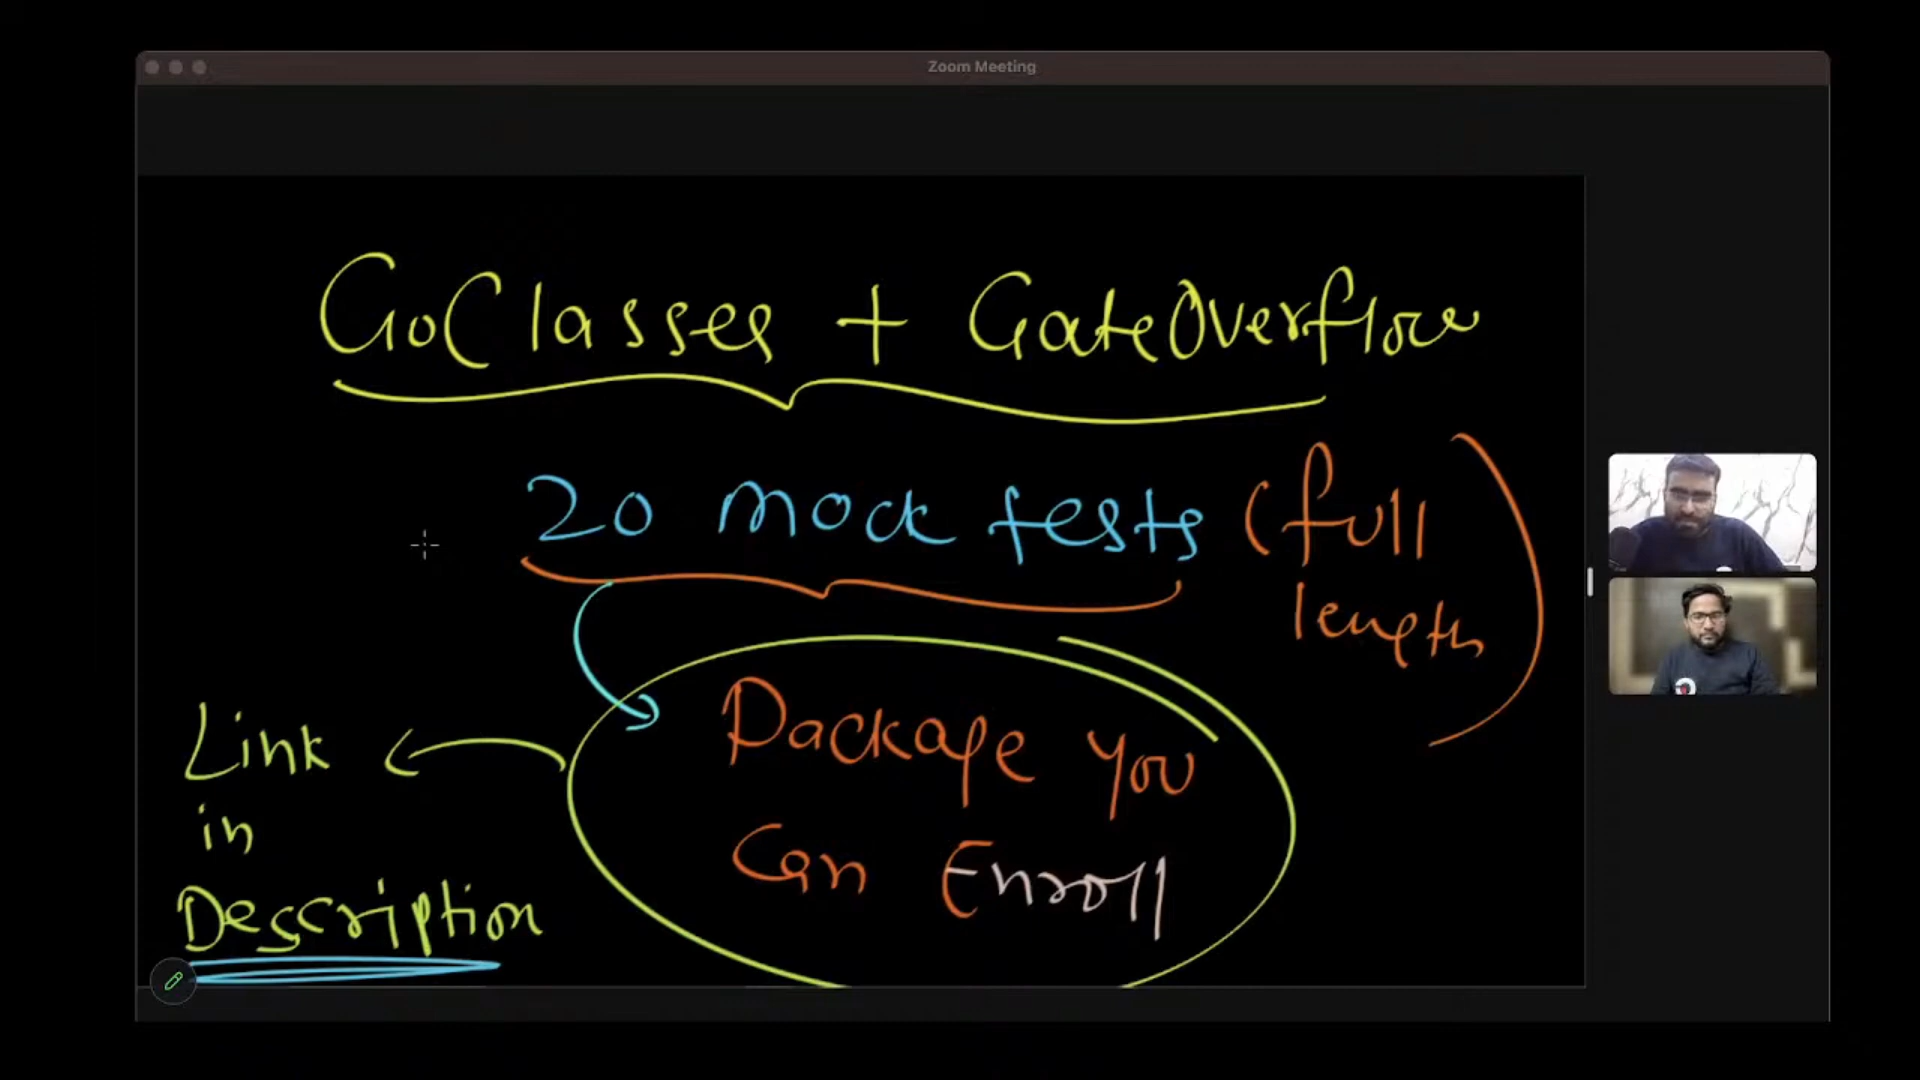 Zoom Meeting
GoClasses + GateOverflow
20 mock tests (full
length)
Package you
Can Enroll
Link
in
Description